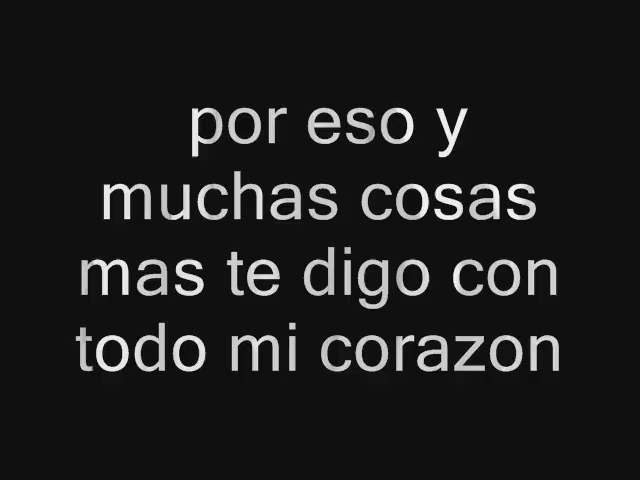 por eso y
muchas cosas
mas te digo con
todo mi corazon